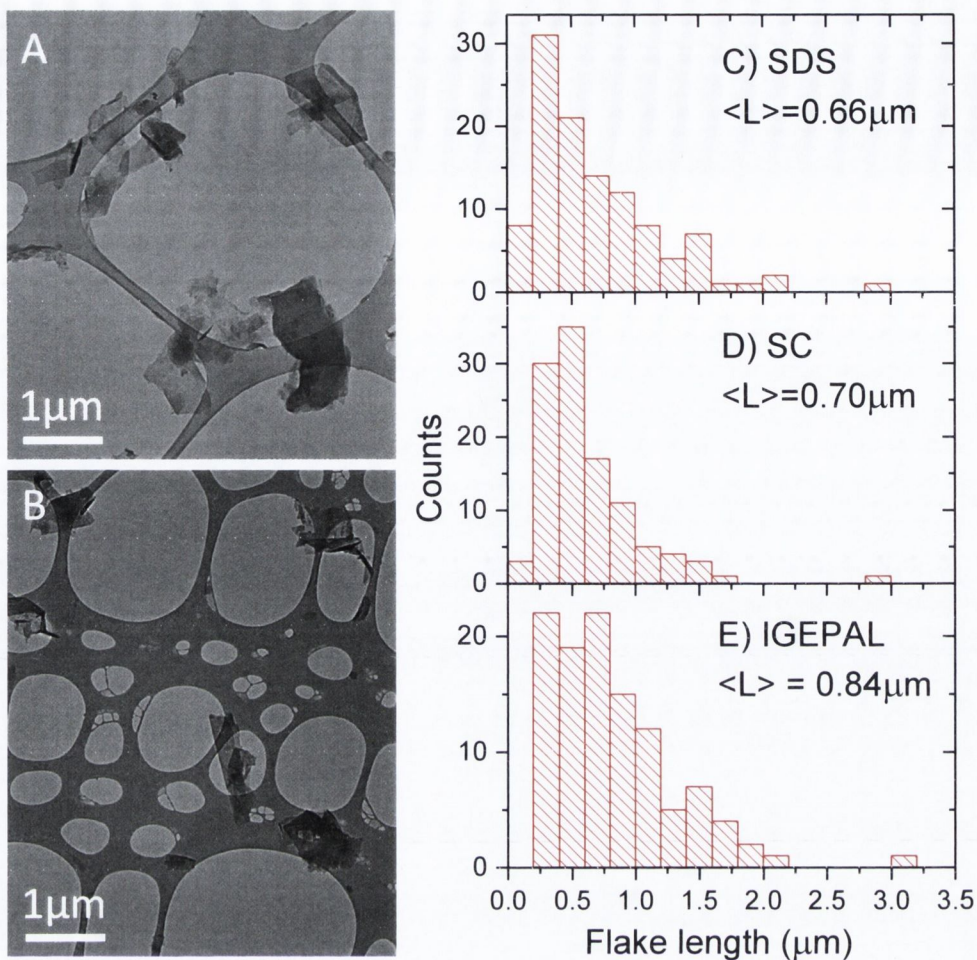 A
1μm
B
1μm
C) SDS
<L>=0.66μm
D) SC
<L>=0.70μm
E) IGEPAL
<L> = 0.84μm
Counts
30
20
10
0
30
20
10
0
20
10
0
0.0 0.5 1.0 1.5 2.0 2.5 3.0 3.5
Flake length (μm)